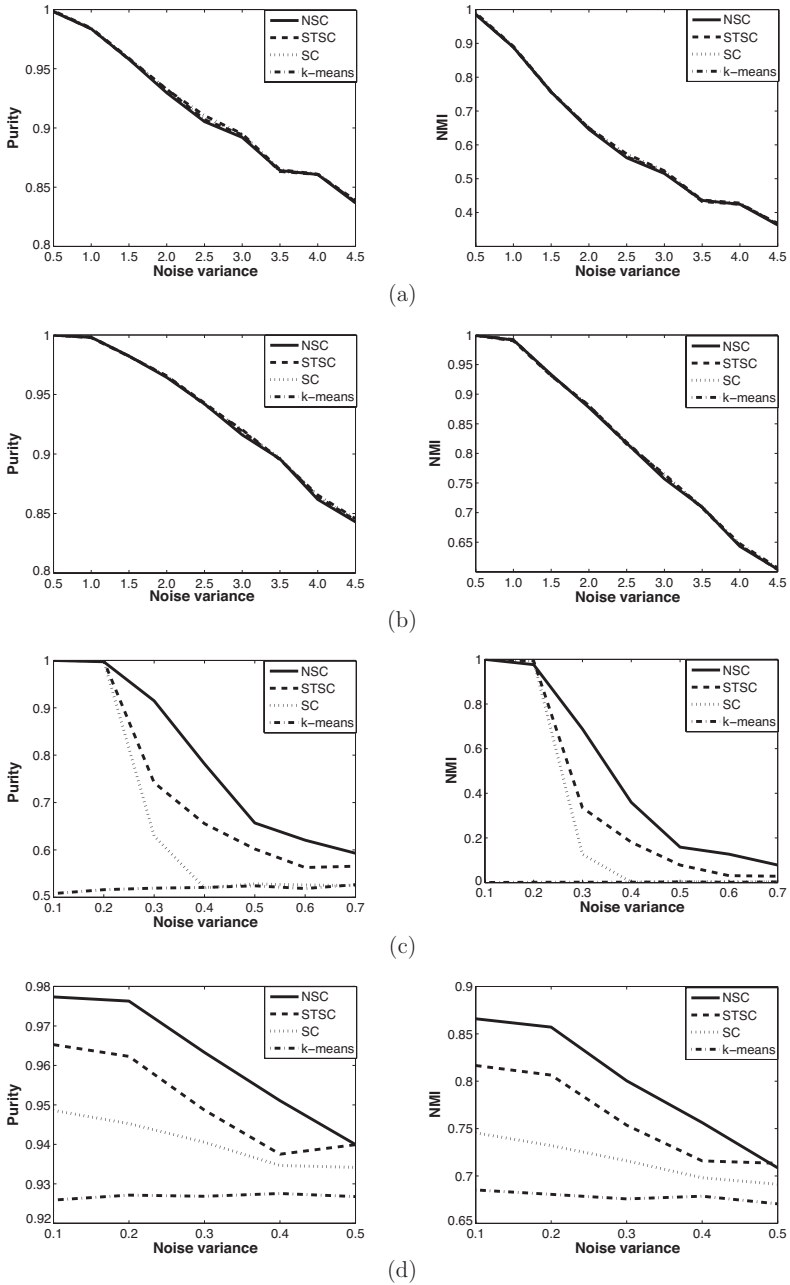 1
0.95
0.9
0.85
0.8
Purity
NSC
STSC
SC
k−means
0.5 1.0 1.5 2.0 2.5 3.0 3.5 4.0 4.5
Noise variance
1
0.9
0.8
0.7
0.6
0.5
0.4
NMI
NSC
STSC
SC
k−means
0.5 1.0 1.5 2.0 2.5 3.0 3.5 4.0 4.5
Noise variance
(a)
1
0.95
0.9
0.85
0.8
Purity
NSC
STSC
SC
k−means
0.5 1.0 1.5 2.0 2.5 3.0 3.5 4.0 4.5
Noise variance
1
0.95
0.9
0.85
0.8
0.75
0.7
0.65
NMI
NSC
STSC
SC
k−means
0.5 1.0 1.5 2.0 2.5 3.0 3.5 4.0 4.5
Noise variance
(b)
1
0.9
0.8
0.7
0.6
0.5
Purity
NSC
STSC
SC
k−means
0.1 0.2 0.3 0.4 0.5 0.6 0.7
Noise variance
1
0.8
0.6
0.4
0.2
0
NMI
NSC
STSC
SC
k−means
0.1 0.2 0.3 0.4 0.5 0.6 0.7
Noise variance
(c)
0.98
0.97
0.96
0.95
0.94
0.93
0.92
Purity
NSC
STSC
SC
k−means
0.1 0.2 0.3 0.4 0.5
Noise variance
0.9
0.85
0.8
0.75
0.7
0.65
NMI
NSC
STSC
SC
k−means
0.1 0.2 0.3 0.4 0.5
Noise variance
(d)